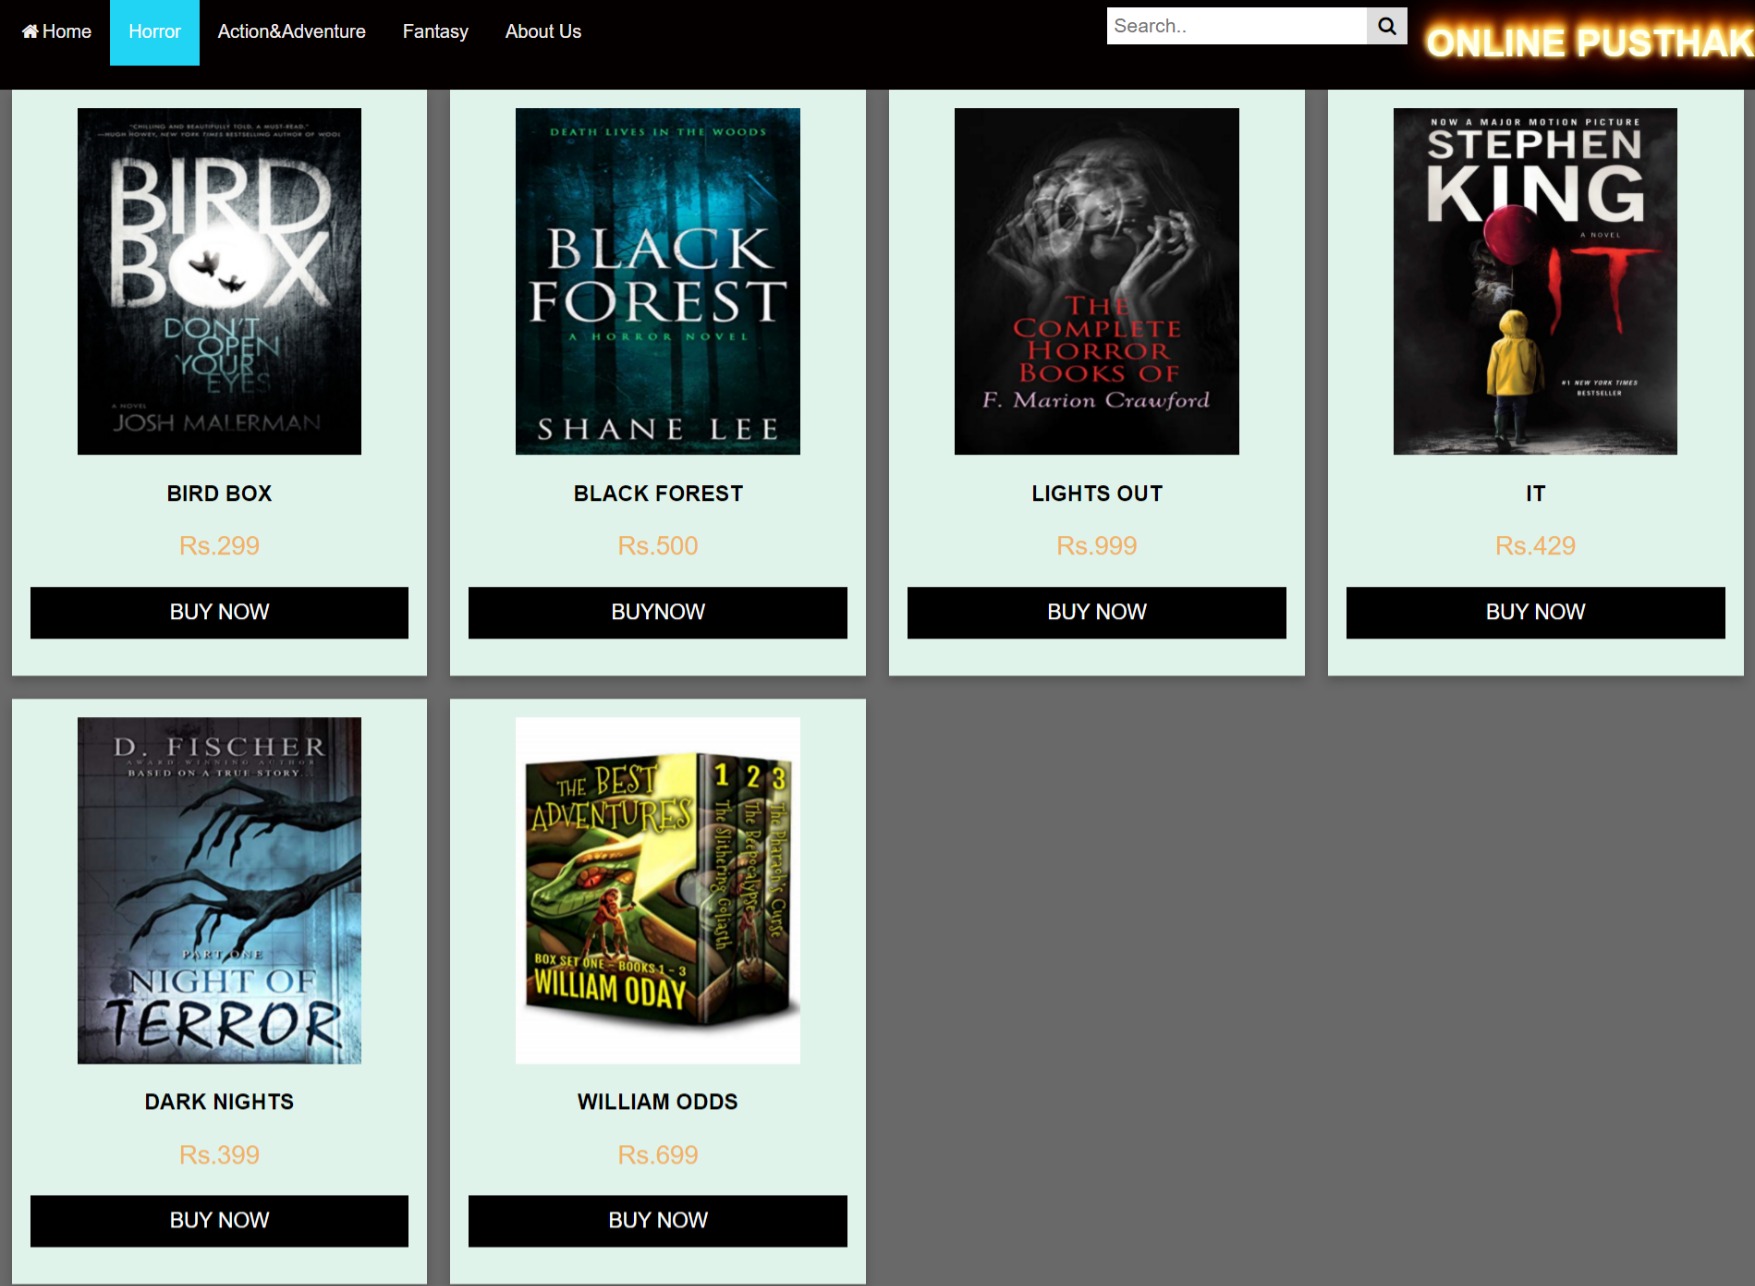 Home Horror Action&Adventure Fantasy About Us Search.. ONLINE PUSTHAK
"CHILLING AND BEAUTIFULLY TOLD. A MUST-READ."
—HUGH HOWEY, NEW YORK TIMES BESTSELLING AUTHOR OF WOOL
BIRD
BOX
DON'T
OPEN
YOUR
EYES
A NOVEL
JOSH MALERMAN
BIRD BOX
Rs.299
BUY NOW
DEATH LIVES IN THE WOODS
BLACK
FOREST
A HORROR NOVEL
SHANE LEE
BLACK FOREST
Rs.500
BUYNOW
THE
COMPLETE
HORROR
BOOKS OF
F. Marion Crawford
LIGHTS OUT
Rs.999
BUY NOW
NOW A MAJOR MOTION PICTURE
STEPHEN
KING
A NOVEL
IT
#1 NEW YORK TIMES
BESTSELLER
IT
Rs.429
BUY NOW
D. FISCHER
AWARD WINNING AUTHOR
BASED ON A TRUE STORY...
PART ONE
NIGHT OF
TERROR
DARK NIGHTS
Rs.399
BUY NOW
THE BEST
ADVENTURES
BOX SET ONE – BOOKS 1 – 3
WILLIAM ODAY
1 The Slithering Goliasth
2 The Beepocalypse
3 The Pharaoh's Curse
WILLIAM ODDS
Rs.699
BUY NOW